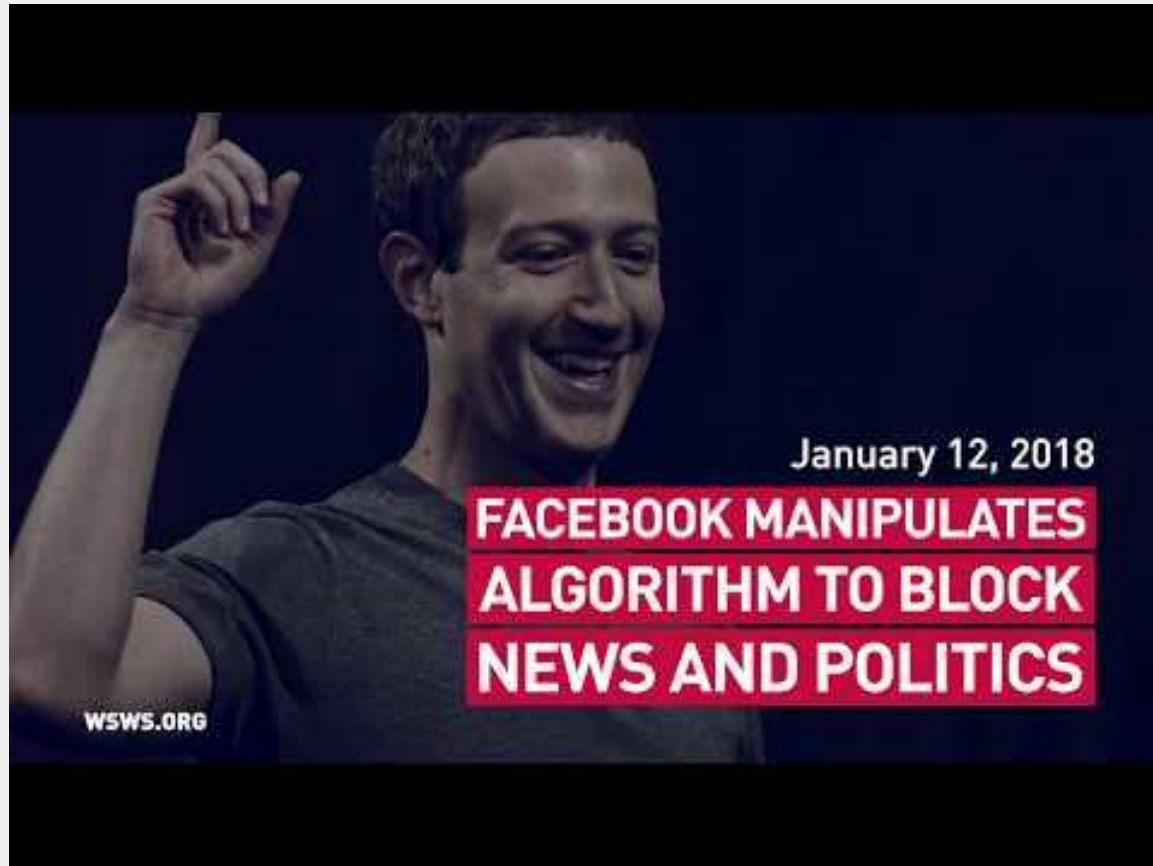 January 12, 2018
FACEBOOK MANIPULATES
ALGORITHM TO BLOCK
NEWS AND POLITICS
WSWS.ORG